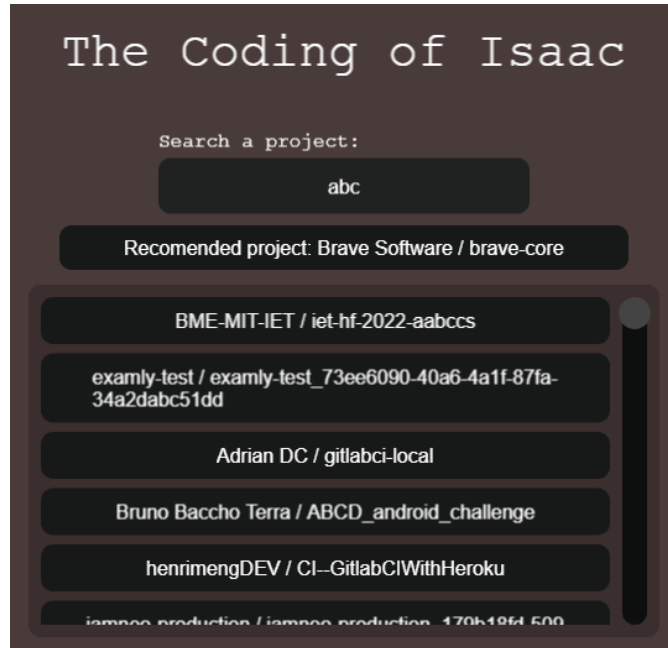 The Coding of Isaac
Search a project:
abc
Recomended project: Brave Software / brave-core
BME-MIT-IET / iet-hf-2022-aabccs
examly-test / examly-test_73ee6090-40a6-4a1f-87fa-
34a2dabc51dd
Adrian DC / gitlabci-local
Bruno Baccho Terra / ABCD_android_challenge
henrimengDEV / CI--GitlabCIWithHeroku